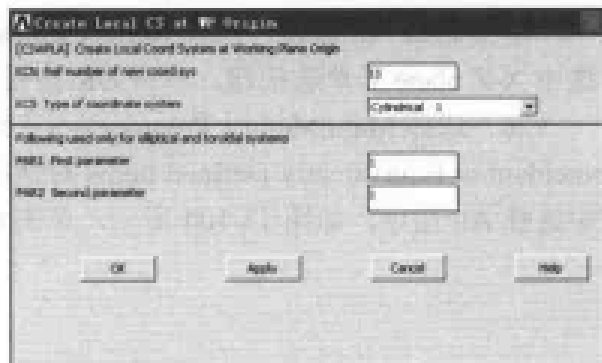 Create Local CS at WP Origin
[CSWPLA] Create Local Coord System at Working Plane Origin
KCN Ref number of new coord sys
11
KCS Type of coordinate system
Cylindrical 1
Following used only for elliptical and toroidal systems
PAR1 First parameter
1
PAR2 Second parameter
1
OK
Apply
Cancel
Help